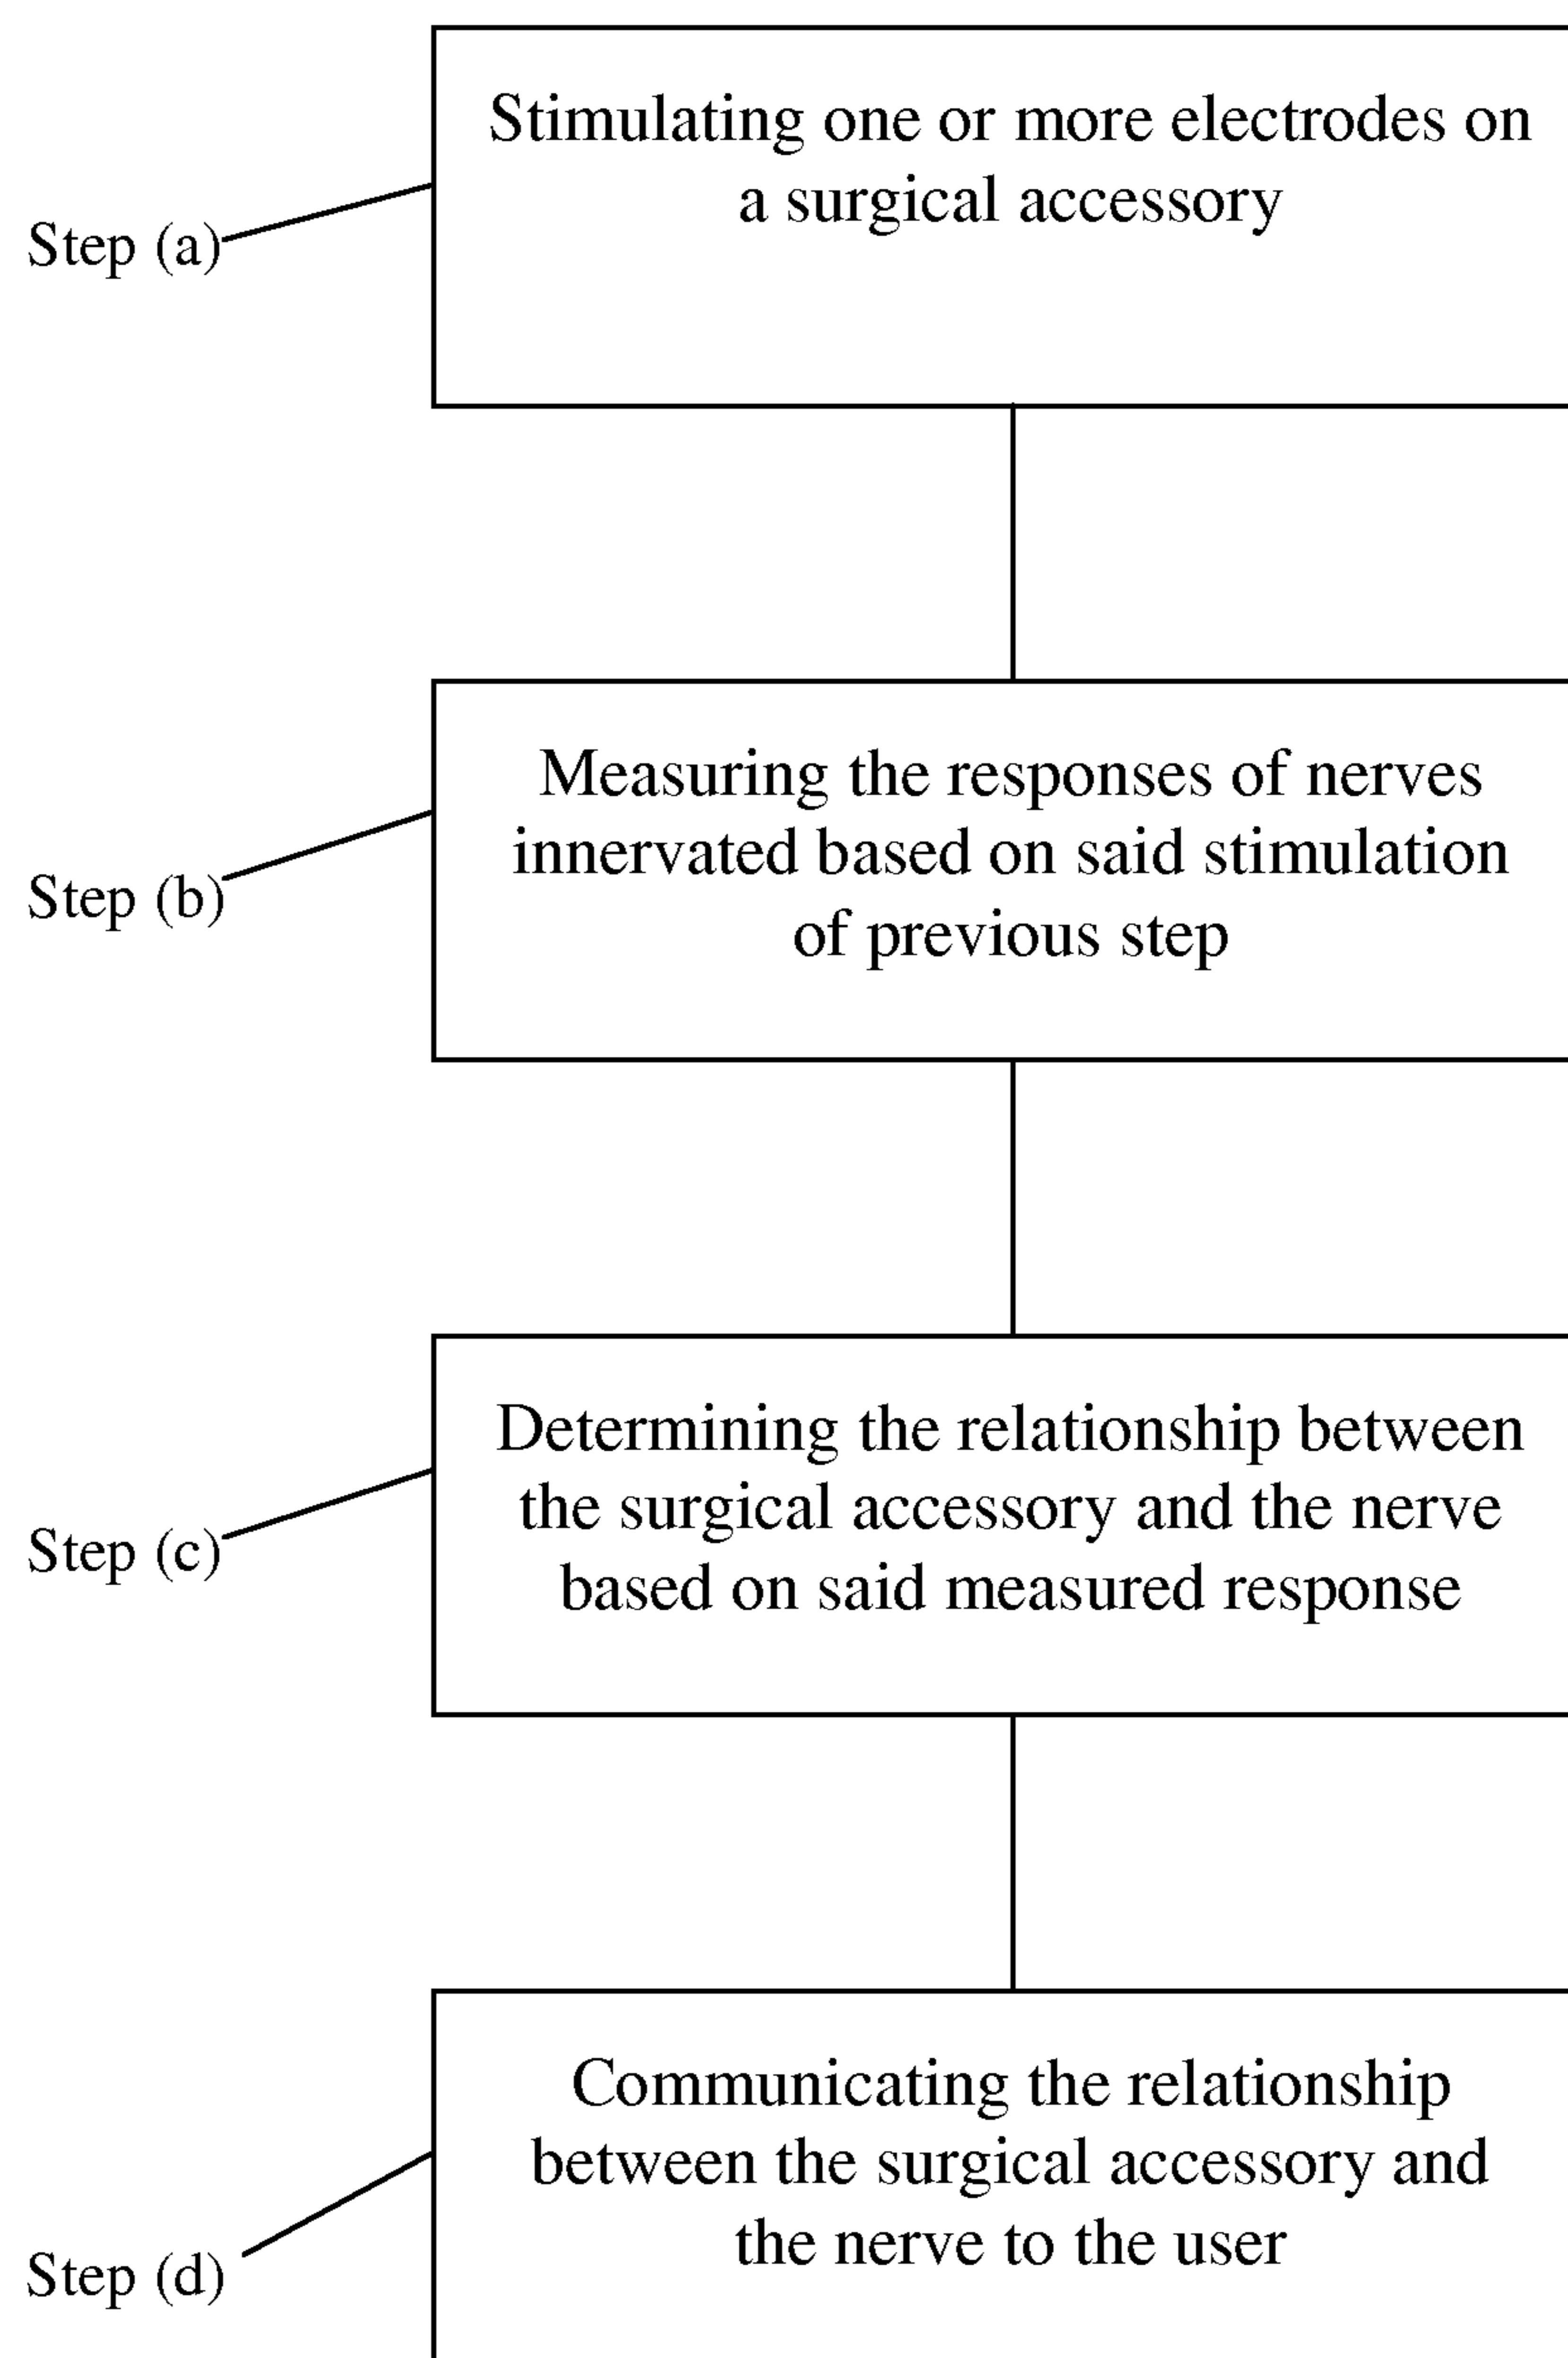 Stimulating one or more electrodes on
a surgical accessory
Step (a)
Measuring the responses of nerves
innervated based on said stimulation
of previous step
Step (b)
Determining the relationship between
the surgical accessory and the nerve
based on said measured response
Step (c)
Communicating the relationship
between the surgical accessory and
the nerve to the user
Step (d)